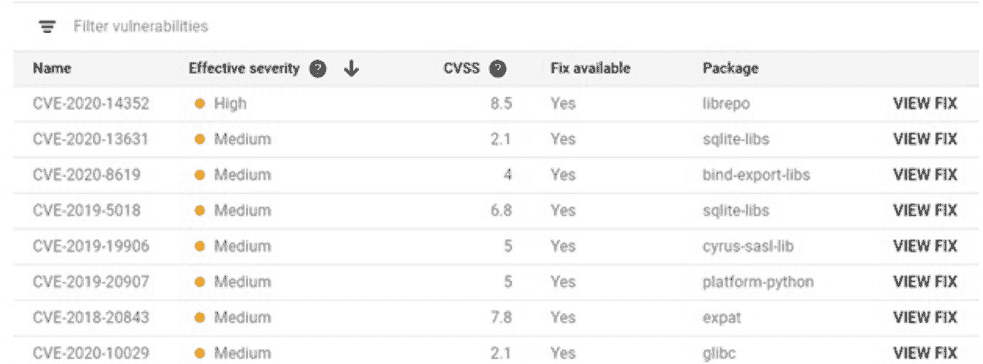 Filter vulnerabilities
Name Effective severity ? ↓ CVSS ? Fix available Package
CVE-2020-14352 High 8.5 Yes librepo VIEW FIX
CVE-2020-13631 Medium 2.1 Yes sqlite-libs VIEW FIX
CVE-2020-8619 Medium 4 Yes bind-export-libs VIEW FIX
CVE-2019-5018 Medium 6.8 Yes sqlite-libs VIEW FIX
CVE-2019-19906 Medium 5 Yes cyrus-sasl-lib VIEW FIX
CVE-2019-20907 Medium 5 Yes platform-python VIEW FIX
CVE-2018-20843 Medium 7.8 Yes expat VIEW FIX
CVE-2020-10029 Medium 2.1 Yes glibc VIEW FIX